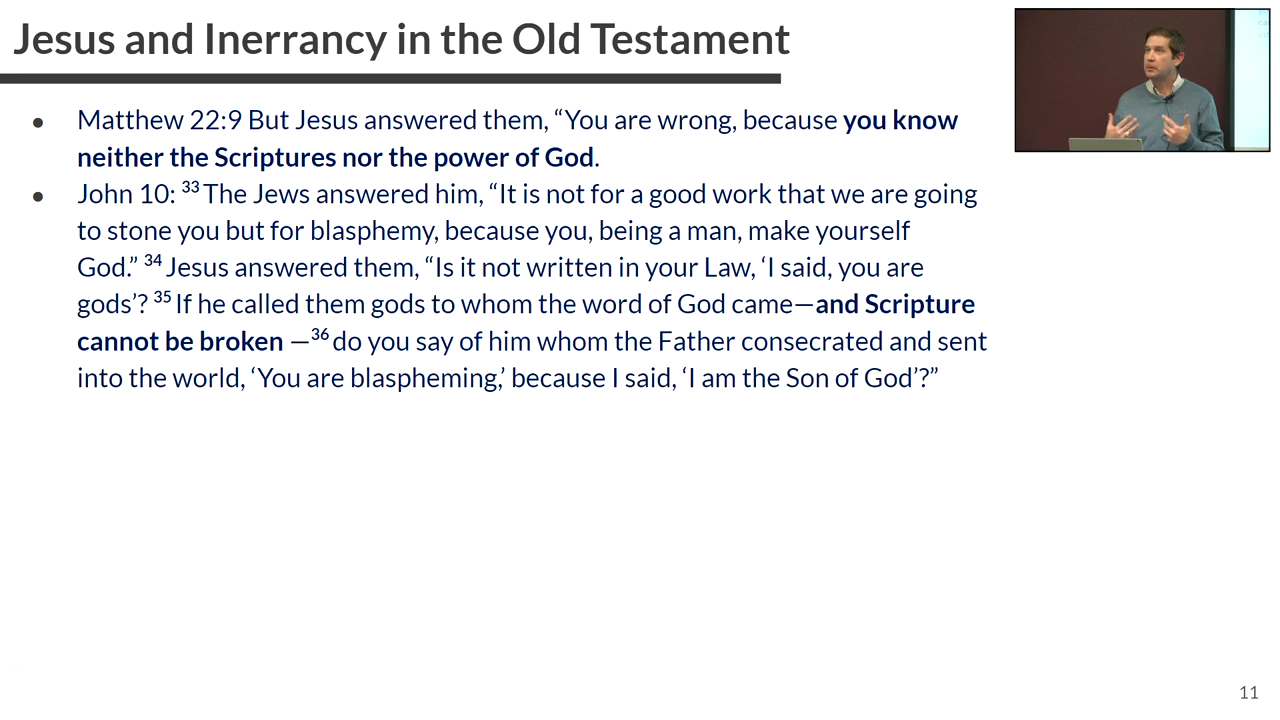 Jesus and Inerrancy in the Old Testament
● Matthew 22:9 But Jesus answered them, “You are wrong, because you know
neither the Scriptures nor the power of God.
● John 10: ³³ The Jews answered him, “It is not for a good work that we are going
to stone you but for blasphemy, because you, being a man, make yourself
God.” ³⁴ Jesus answered them, “Is it not written in your Law, ‘I said, you are
gods’? ³⁵ If he called them gods to whom the word of God came—and Scripture
cannot be broken —³⁶ do you say of him whom the Father consecrated and sent
into the world, ‘You are blaspheming,’ because I said, ‘I am the Son of God’?”
11